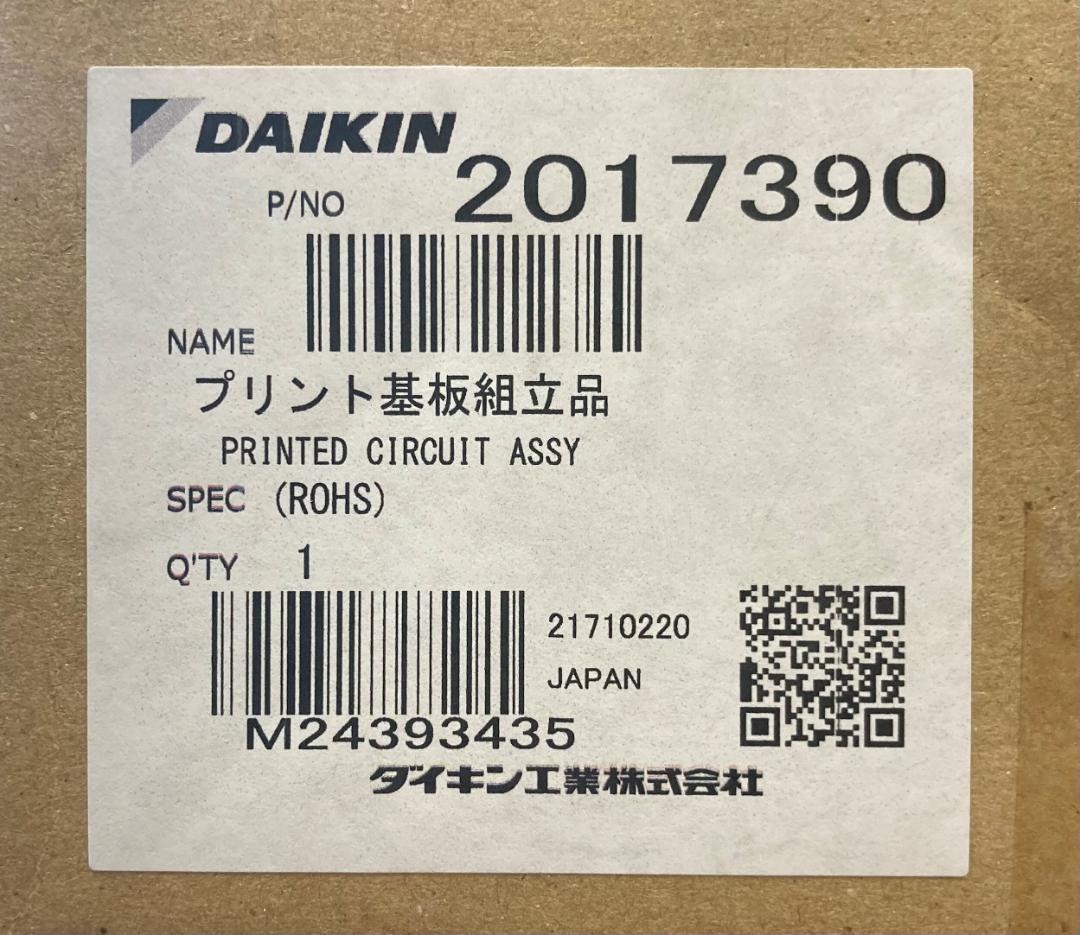 DAIKIN
P/NO 2017390
NAME
プリント基板組立品
PRINTED CIRCUIT ASSY
SPEC (ROHS)
Q'TY 1
21710220
JAPAN
M24393435
ダイキン工業株式会社